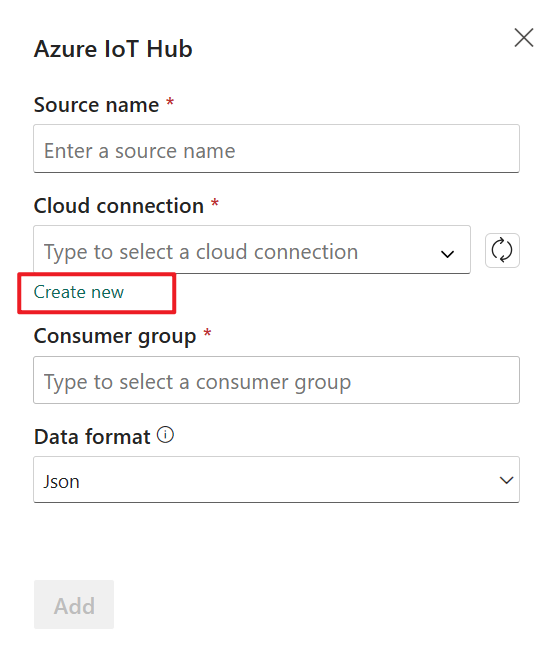 Azure IoT Hub
Source name *
Enter a source name
Cloud connection *
Type to select a cloud connection
Create new
Consumer group *
Type to select a consumer group
Data format
Json
Add